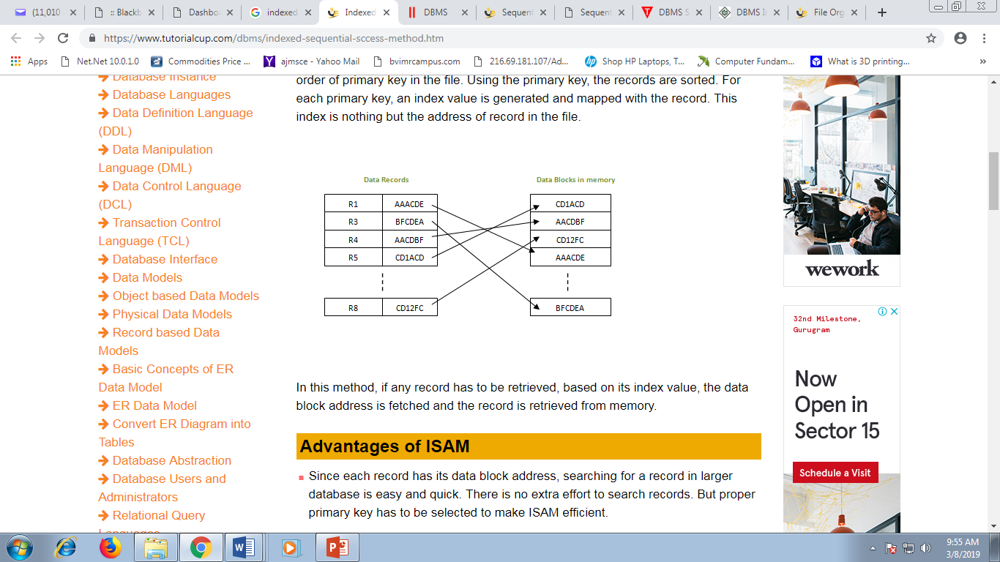 (11,010
:: Blackb
Dashbo
indexed
Indexed
DBMS
Sequent
Sequent
DBMS S
DBMS I
File Org
https://www.tutorialcup.com/dbms/indexed-sequential-sccess-method.htm
Apps
Net.Net 10.0.1.0
Commodities Price ...
ajmsce - Yahoo Mail
bvimrcampus.com
216.69.181.107/Ad...
Shop HP Laptops, T...
Computer Fundam...
What is 3D printing...
»
Database Instance
Database Languages
Data Definition Language
(DDL)
Data Manipulation
Language (DML)
Data Control Language
(DCL)
Transaction Control
Language (TCL)
Database Interface
Data Models
Object based Data Models
Physical Data Models
Record based Data
Models
Basic Concepts of ER
Data Model
ER Data Model
Convert ER Diagram into
Tables
Database Abstraction
Database Users and
Administrators
Relational Query
Languages
order of primary key in the file. Using the primary key, the records are sorted. For
each primary key, an index value is generated and mapped with the record. This
index is nothing but the address of record in the file.
Data Records
Data Blocks in memory
R1 AAACDE CD1ACD
R3 BFCDEA AACDBF
R4 AACDBF CD12FC
R5 CD1ACD AAACDE
R8 CD12FC BFCDEA
In this method, if any record has to be retrieved, based on its index value, the data
block address is fetched and the record is retrieved from memory.
Advantages of ISAM
Since each record has its data block address, searching for a record in larger
database is easy and quick. There is no extra effort to search records. But proper
primary key has to be selected to make ISAM efficient.
wework
32nd Milestone,
Gurugram
Now
Open in
Sector 15
Schedule a Visit
9:55 AM
3/8/2019